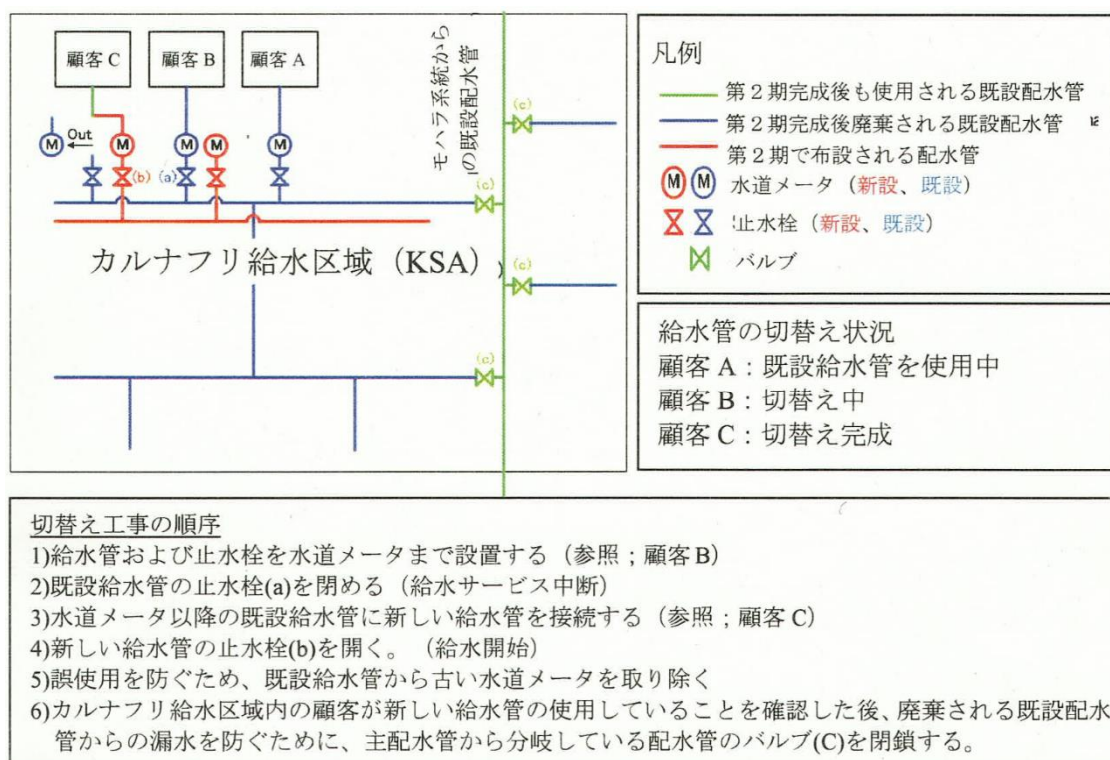 顧客 C
顧客 B
顧客 A
モハラ系統から
の既設配水管
(c)
Out
M
M
M
M
M
(b)
(a)
(c)
カルナフリ給水区域（KSA）
(c)
(c)
凡例
第２期完成後も使用される既設配水管
第２期完成後廃棄される既設配水管
第２期で布設される配水管
M M 水道メータ（新設、既設）
止水栓（新設、既設）
バルブ
給水管の切替え状況
顧客 A：既設給水管を使用中
顧客 B：切替え中
顧客 C：切替え完成
切替え工事の順序
1)給水管および止水栓を水道メータまで設置する（参照；顧客 B）
2)既設給水管の止水栓(a)を閉める（給水サービス中断）
3)水道メータ以降の既設給水管に新しい給水管を接続する（参照；顧客 C）
4)新しい給水管の止水栓(b)を開く。（給水開始）
5)誤使用を防ぐため、既設給水管から古い水道メータを取り除く
6)カルナフリ給水区域内の顧客が新しい給水管の使用していることを確認した後、廃棄される既設配水
管からの漏水を防ぐために、主配水管から分岐している配水管のバルブ(C)を閉鎖する。